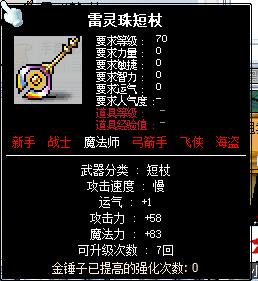 雷灵珠短杖
要求等级 : 70
要求力量 : 0
要求敏捷 : 0
要求智力 : 0
要求运气 : 0
要求人气度 : -
道具等级 : -
道具经验值 : -
新手 战士 魔法师 弓箭手 飞侠 海盗
武器分类 : 短杖
攻击速度 : 慢
运气 : +1
攻击力 : +58
魔法力 : +83
可升级次数 : 7回
金锤子已提高的强化次数: 0